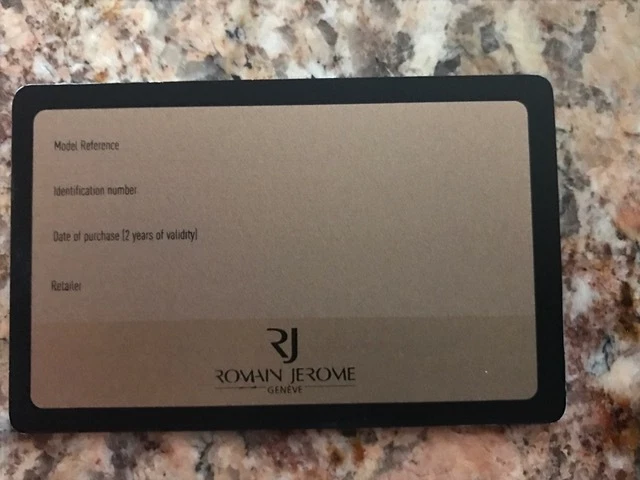 Model Reference
Identification number
Date of purchase (2 years of validity)
Retailer
RJ
ROMAIN JEROME
GENÈVE